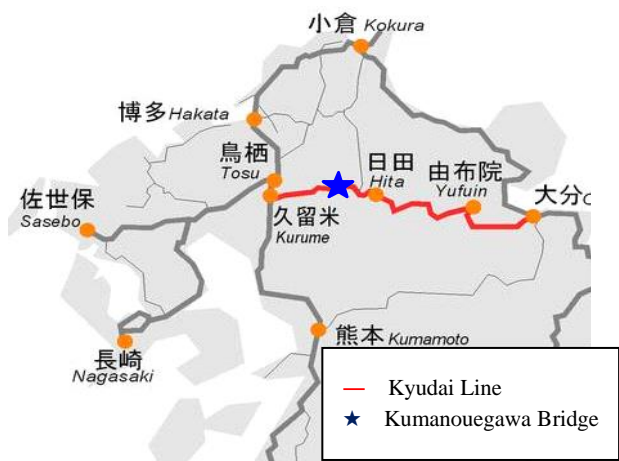 小倉 Kokura
博多 Hakata
鳥栖
Tosu
日田
Hita
由布院
Yufuin
大分
佐世保
Sasebo
久留米
Kurume
熊本 Kumamoto
長崎
Nagasaki
Kyudai Line
Kumanouegawa Bridge